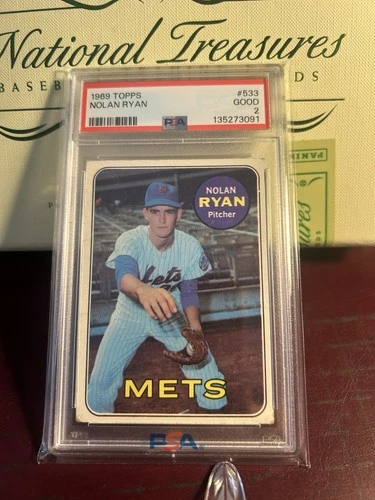 National Treasures
BASEB
DS
1969 TOPPS #533
NOLAN RYAN GOOD
PSA 2
135273091
NOLAN
RYAN
Pitcher
Mets
METS
PSA
PANINI